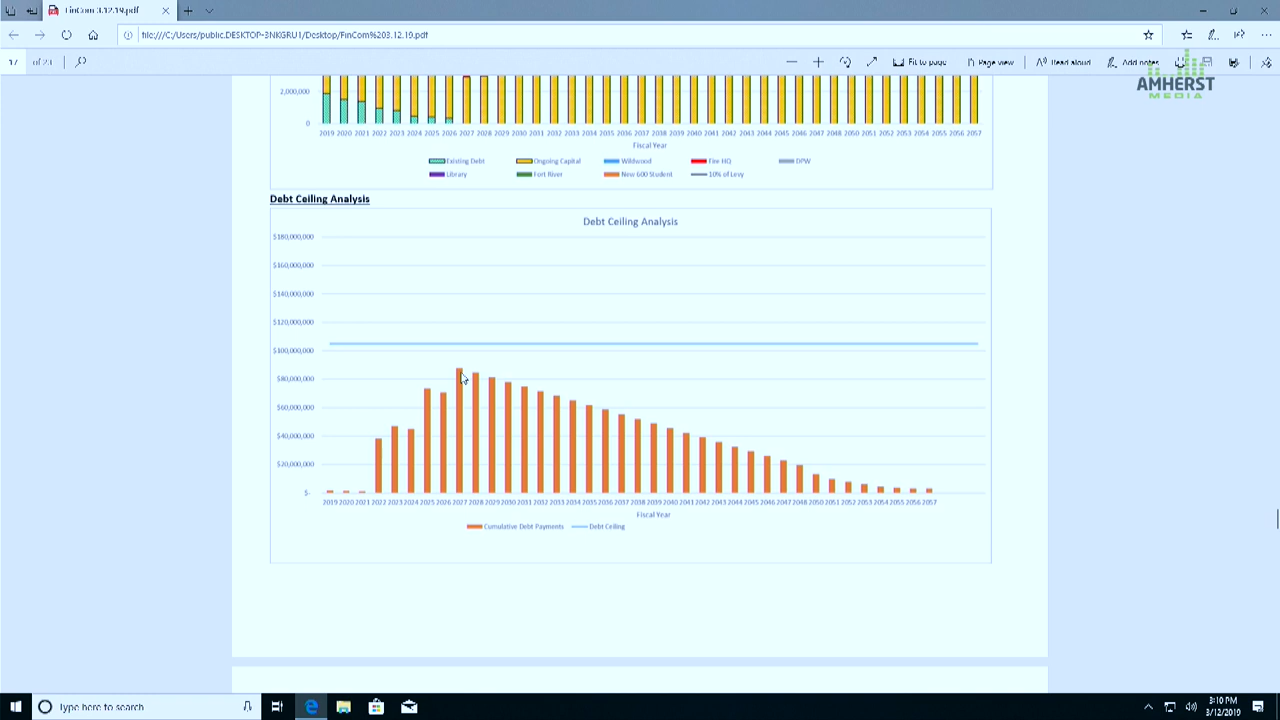 FinCom 3.12.19.pdf
file:///C:/Users/public.DESKTOP-3NKGRU1/Desktop/FinCom%203.12.19.pdf
17 of 23 Fit to page Page view Read aloud Add notes
AMHERST
MEDIA
2,000,000
0
2019 2020 2021 2022 2023 2024 2025 2026 2027 2028 2029 2030 2031 2032 2033 2034 2035 2036 2037 2038 2039 2040 2041 2042 2043 2044 2045 2046 2047 2048 2050 2051 2052 2053 2054 2055 2056 2057
Fiscal Year
Existing Debt Ongoing Capital Wildwood Fire HQ DPW
Library Fort River New 600 Student 10% of Levy
Debt Ceiling Analysis
Debt Ceiling Analysis
$180,000,000
$160,000,000
$140,000,000
$120,000,000
$100,000,000
$80,000,000
$60,000,000
$40,000,000
$20,000,000
$-
2019 2020 2021 2022 2023 2024 2025 2026 2027 2028 2029 2030 2031 2032 2033 2034 2035 2036 2037 2038 2039 2040 2041 2042 2043 2044 2045 2046 2047 2048 2050 2051 2052 2053 2054 2055 2056 2057
Fiscal Year
Cumulative Debt Payments Debt Ceiling
Type here to search
3:10 PM
3/12/2019